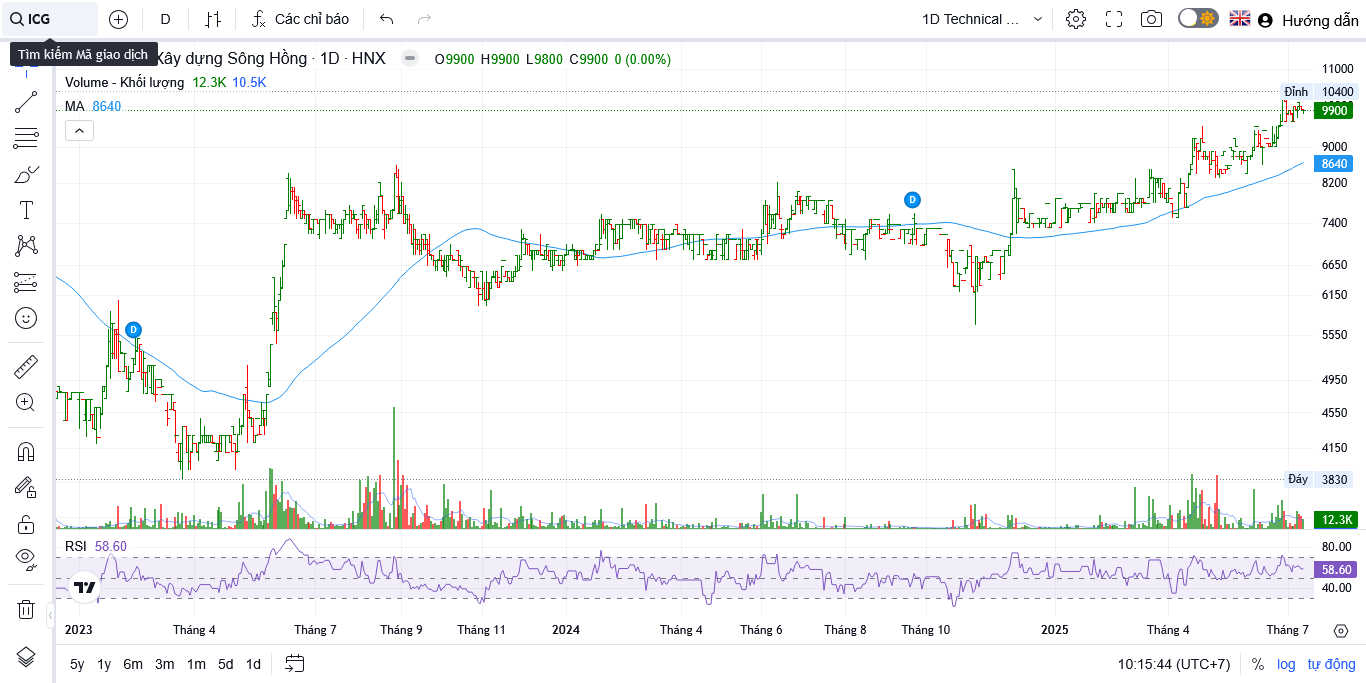 ICG D Các chỉ báo 1D Technical ... Hướng dẫn
Tìm kiếm Mã giao dịch
Xây dựng Sông Hồng · 1D · HNX O9900 H9900 L9800 C9900 0 (0.00%)
Volume - Khối lượng 12.3K 10.5K
MA 8640
11000
Đỉnh 10400
9900
9000
8640
8200
7400
6650
6150
5550
4950
4550
4150
Đáy 3830
12.3K
D
D
RSI 58.60
80.00
58.60
40.00
2023 Tháng 4 Tháng 7 Tháng 9 Tháng 11 2024 Tháng 4 Tháng 6 Tháng 8 Tháng 10 2025 Tháng 4 Tháng 7
5y 1y 6m 3m 1m 5d 1d 10:15:44 (UTC+7) % log tự động